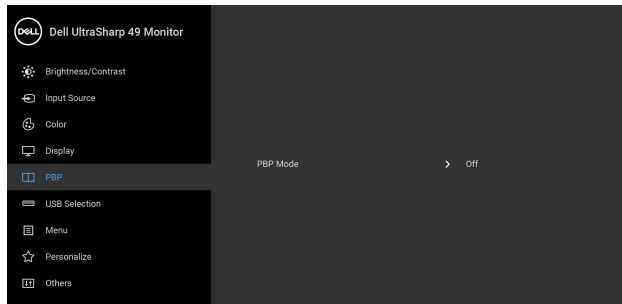 DELL Dell UltraSharp 49 Monitor
Brightness/Contrast
Input Source
Color
Display
PBP
PBP Mode Off
USB Selection
Menu
Personalize
Others